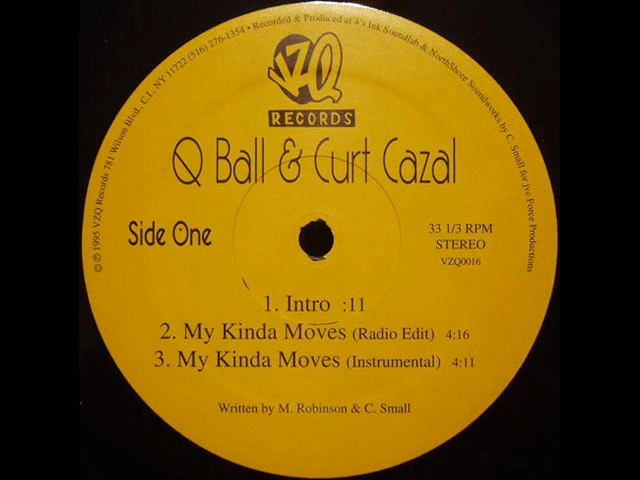 ℗ © 1995 VZQ Records 781 Wilson Blvd., C.I., NY 11722 (516) 276-1354 • Recorded & Produced at 4's Ink Soundlab & NorthShore Soundworks by C. Small for jvc Force Productions
VZQ
RECORDS
Q Ball & Curt Cazal
Side One
33 1/3 RPM
STEREO
VZQ0016
1. Intro :11
2. My Kinda Moves (Radio Edit) 4:16
3. My Kinda Moves (Instrumental) 4:11
Written by M. Robinson & C. Small